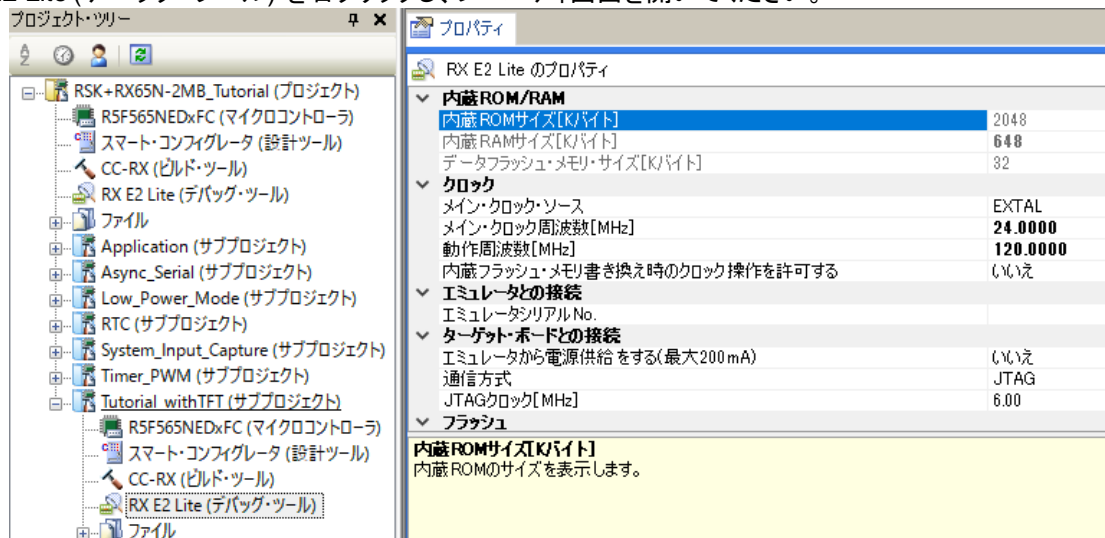 プロジェクト・ツリー
RSK+RX65N-2MB_Tutorial (プロジェクト)
R5F565NEDxFC (マイクロコントローラ)
スマート・コンフィグレータ (設計ツール)
CC-RX (ビルド・ツール)
RX E2 Lite (デバッグ・ツール)
ファイル
Application (サブプロジェクト)
Async_Serial (サブプロジェクト)
Low_Power_Mode (サブプロジェクト)
RTC (サブプロジェクト)
System_Input_Capture (サブプロジェクト)
Timer_PWM (サブプロジェクト)
Tutorial_withTFT (サブプロジェクト)
R5F565NEDxFC (マイクロコントローラ)
スマート・コンフィグレータ (設計ツール)
CC-RX (ビルド・ツール)
RX E2 Lite (デバッグ・ツール)
ファイル
プロパティ
RX E2 Lite のプロパティ
内蔵ROM/RAM
内蔵ROMサイズ[Kバイト] 2048
内蔵RAMサイズ[Kバイト] 648
データフラッシュ・メモリ・サイズ[Kバイト] 32
クロック
メイン・クロック・ソース EXTAL
メイン・クロック周波数[MHz] 24.0000
動作周波数[MHz] 120.0000
内蔵フラッシュ・メモリ書き換え時のクロック操作を許可する いいえ
エミュレータとの接続
エミュレータシリアルNo.
ターゲット・ボードとの接続
エミュレータから電源供給をする(最大200mA) いいえ
通信方式 JTAG
JTAGクロック[MHz] 6.00
フラッシュ
内蔵ROMサイズ[Kバイト]
内蔵ROMのサイズを表示します。